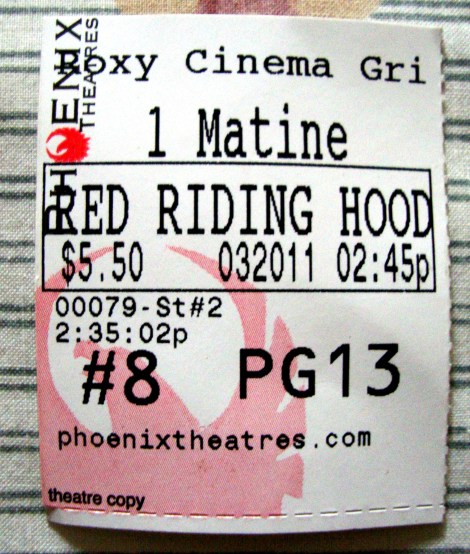 PHOENIX
THEATRES
Roxy Cinema Gri
1 Matine
RED RIDING HOOD
$5.50 032011 02:45p
00079-St#2
2:35:02p
#8 PG13
phoenixtheatres.com
theatre copy